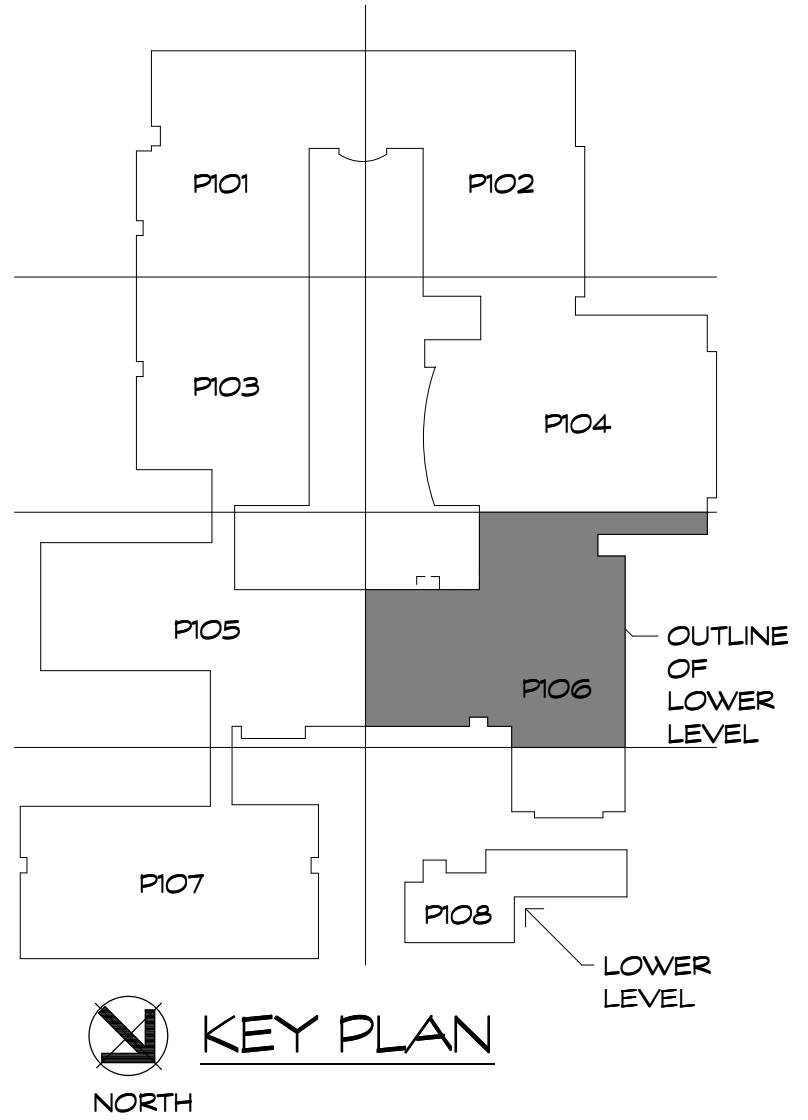 P101
P102
P103
P104
P105
P106
OUTLINE
OF
LOWER
LEVEL
P107
P108
LOWER
LEVEL
KEY PLAN
NORTH